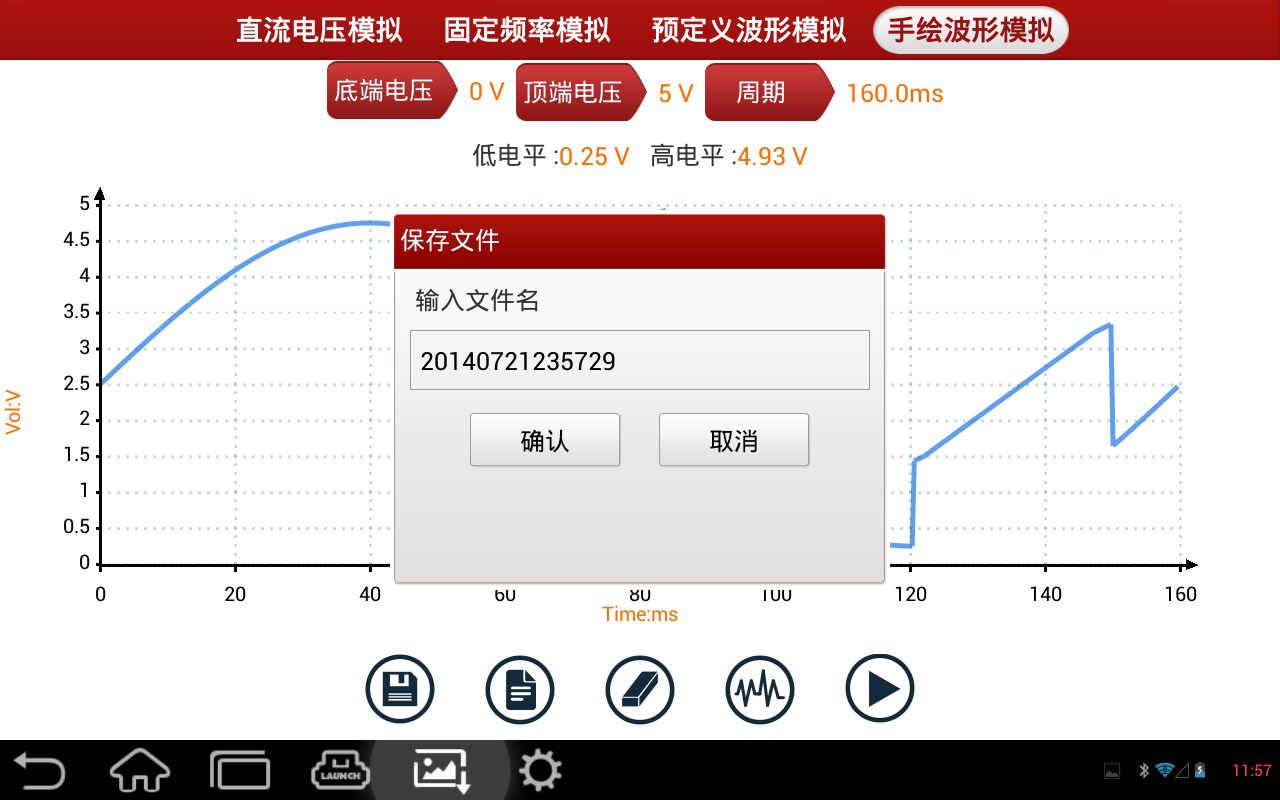 直流电压模拟 固定频率模拟 预定义波形模拟 手绘波形模拟
底端电压 0 V 顶端电压 5 V 周期 160.0ms
低电平 :0.25 V 高电平 :4.93 V
保存文件
输入文件名
20140721235729
确认 取消
5
4.5
4
3.5
3
2.5
2
1.5
1
0.5
0
Vol:V
0 20 40 60 80 100 120 140 160
Time:ms
LAUNCH
11:57